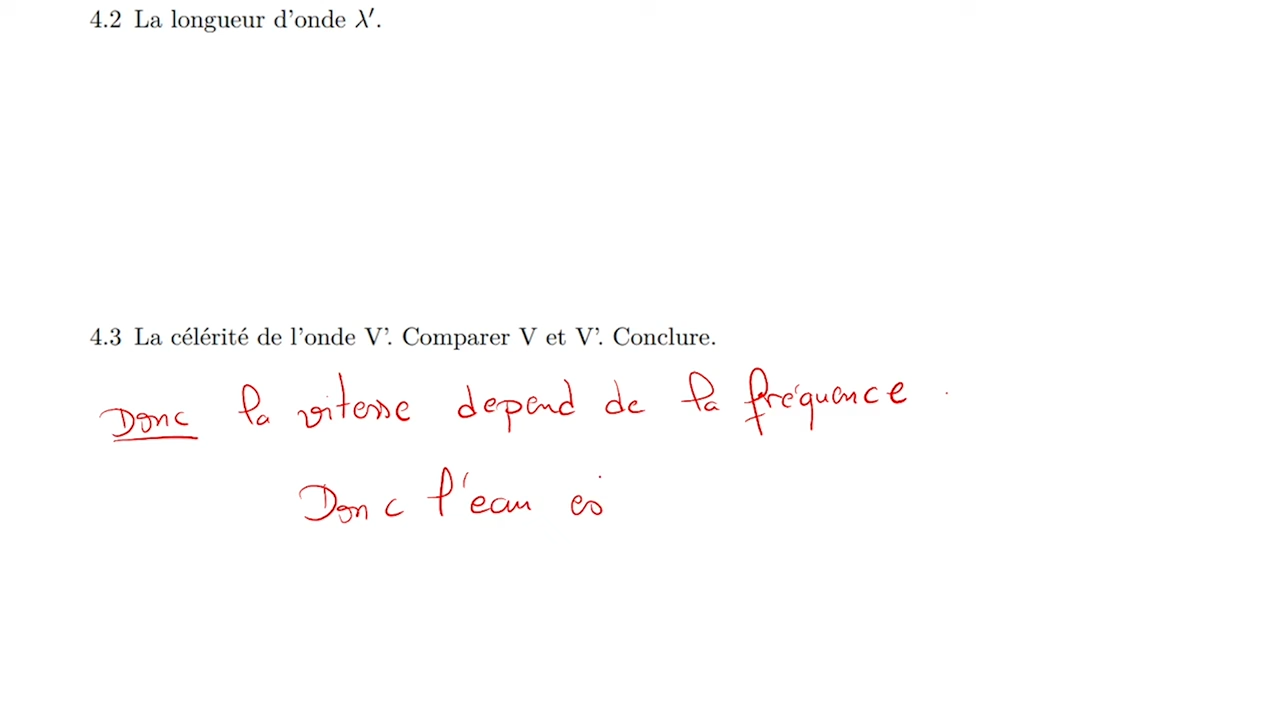 4.2 La longueur d'onde λ′.
4.3 La célérité de l'onde V'. Comparer V et V'. Conclure.
Donc la vitesse depend de la fréquence
Donc l'eau es